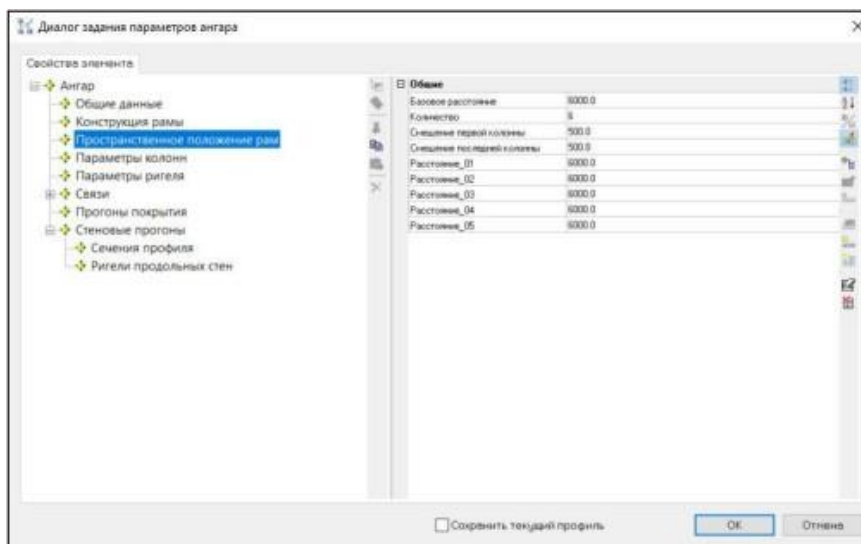 Диалог задания параметров ангара
Свойства элемента
Ангар
Общие данные
Конструкция рамы
Пространственное положение рам
Параметры колонн
Параметры ригеля
Связи
Прогоны покрытия
Стеновые прогоны
Сечения профиля
Ригели продольных стен
Общие
Базовое расстояние 6000.0
Количество 6
Смещение первой колонны 500.0
Смещение последней колонны 500.0
Расстояние_01 6000.0
Расстояние_02 6000.0
Расстояние_03 6000.0
Расстояние_04 6000.0
Расстояние_05 6000.0
Сохранить текущий профиль
ОК
Отмена